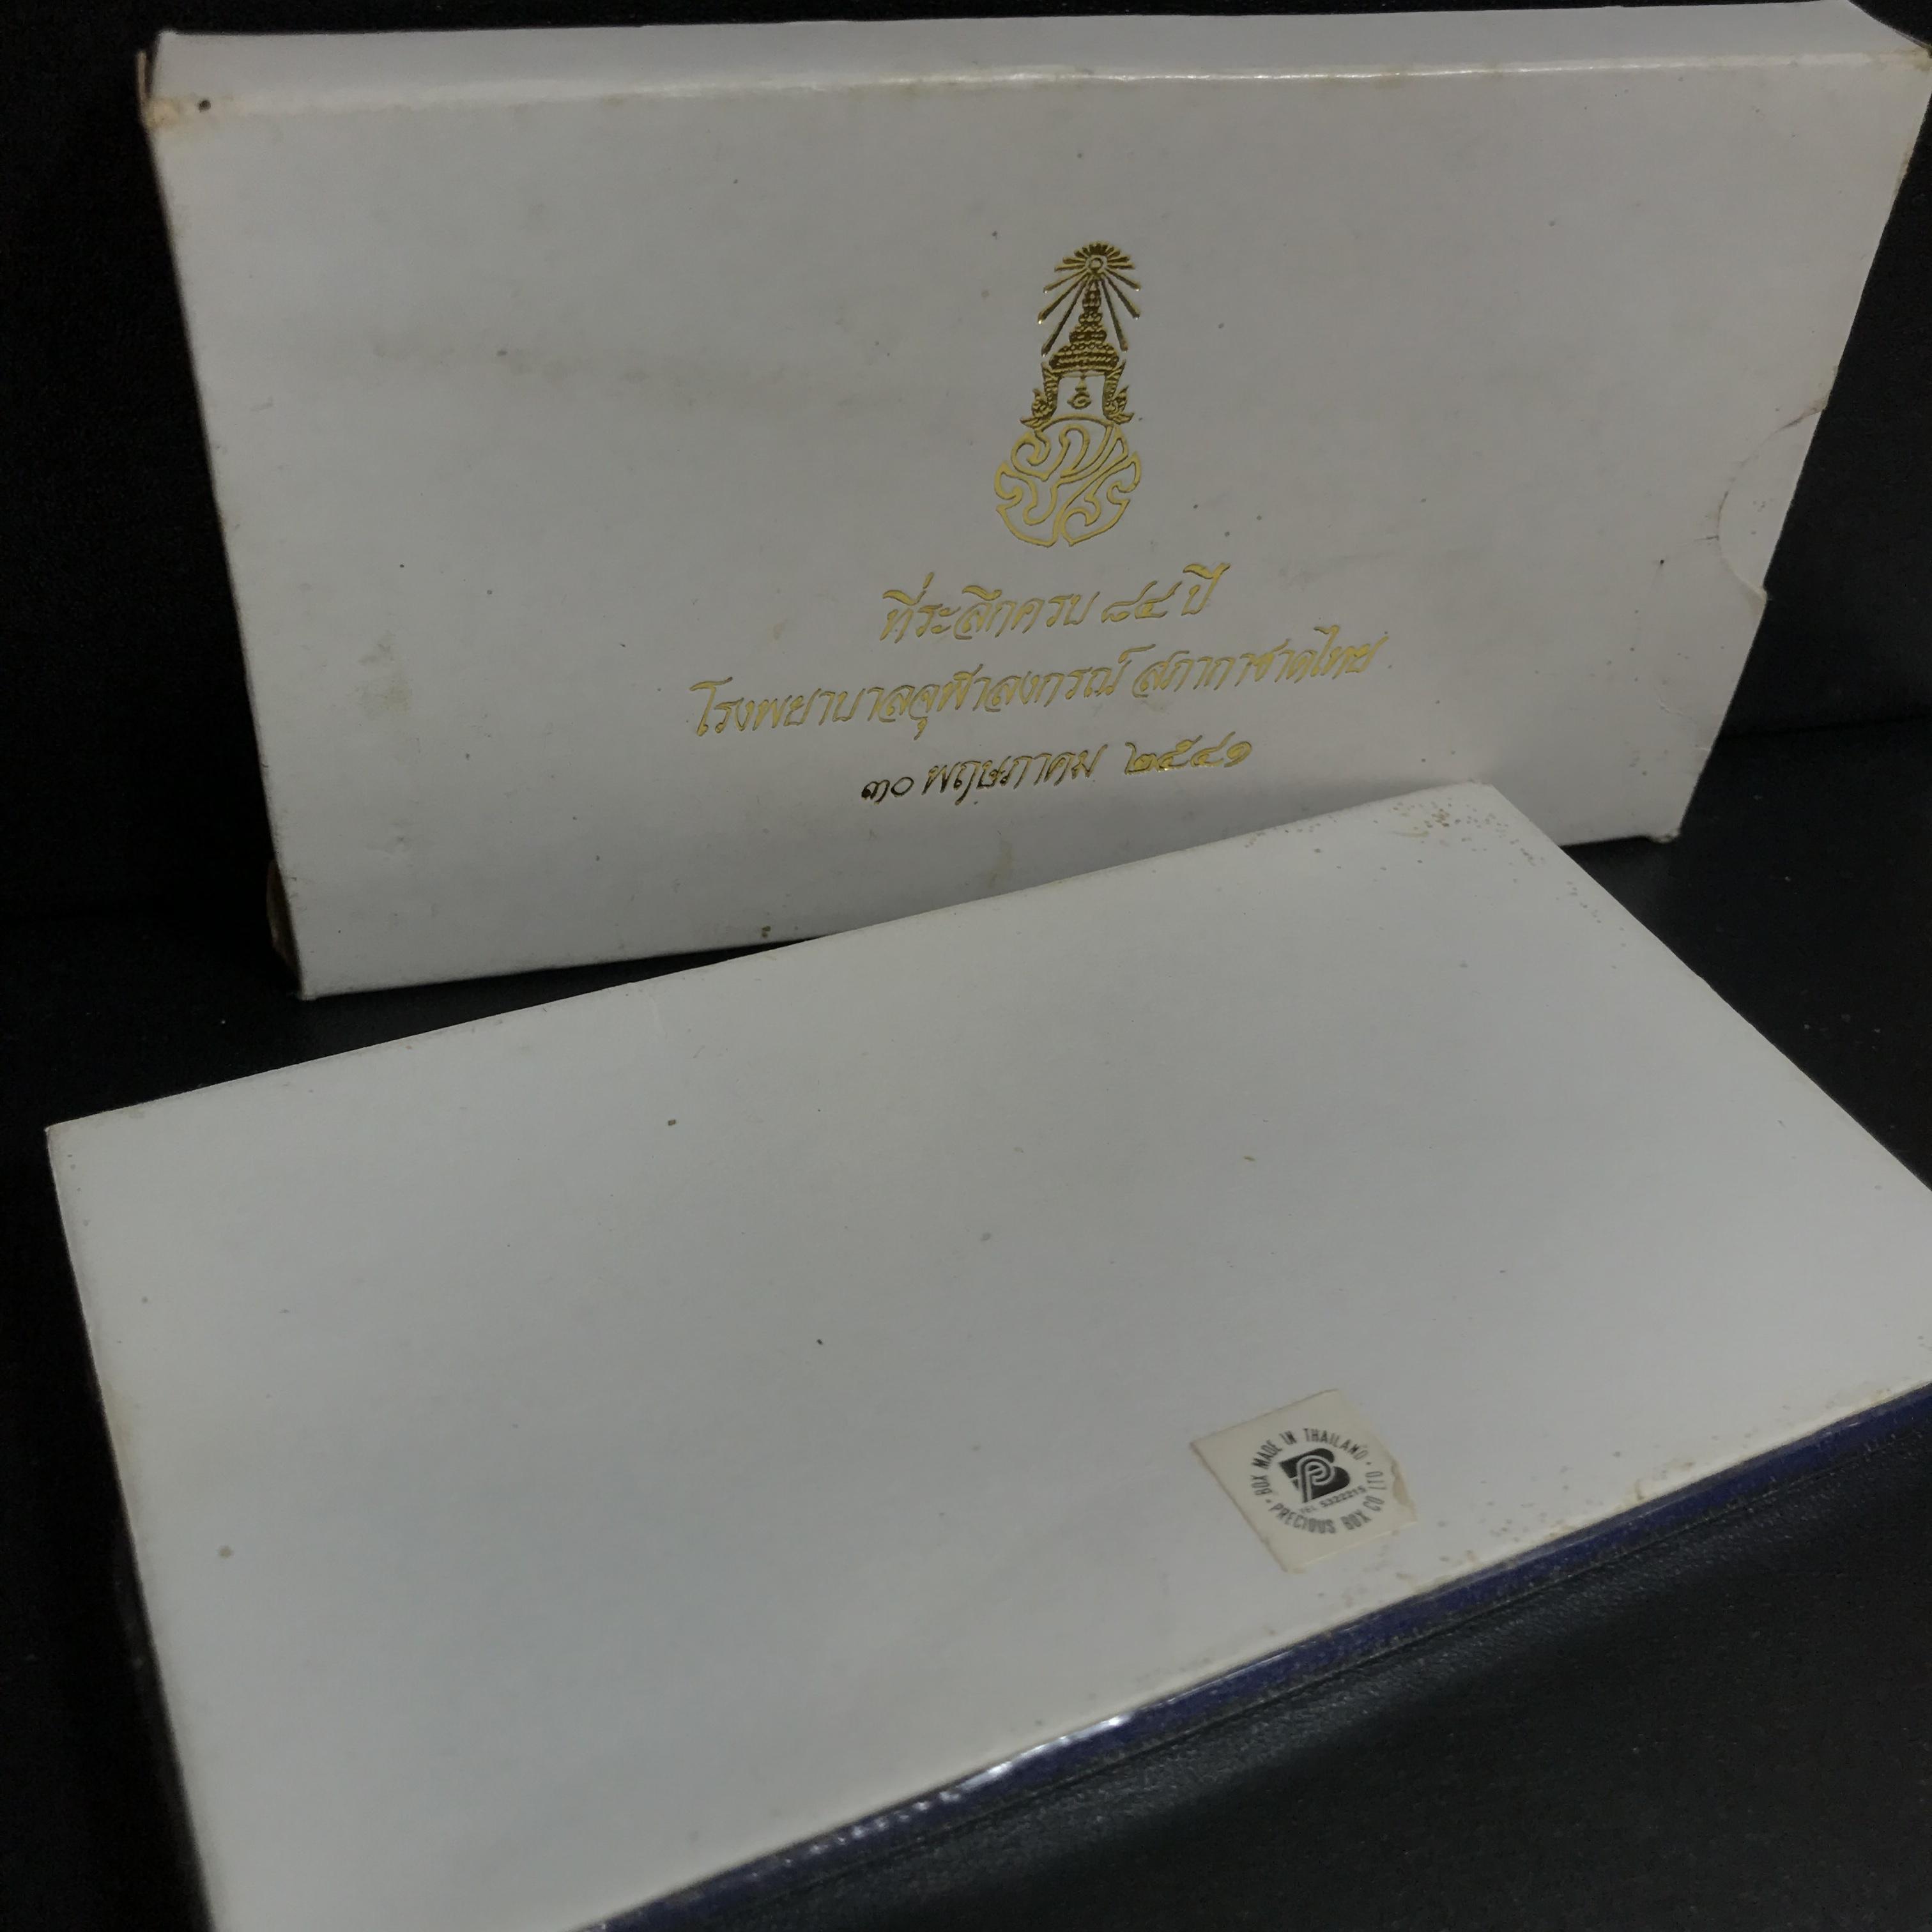 ที่ระลึกครบ ๘๔ ปี
โรงพยาบาลจุฬาลงกรณ์ สภากาชาดไทย
๓๐ พฤษภาคม ๒๕๔๑
BOX MADE IN THAILAND
TEL 5322215
PRECIOUS BOX CO LTD